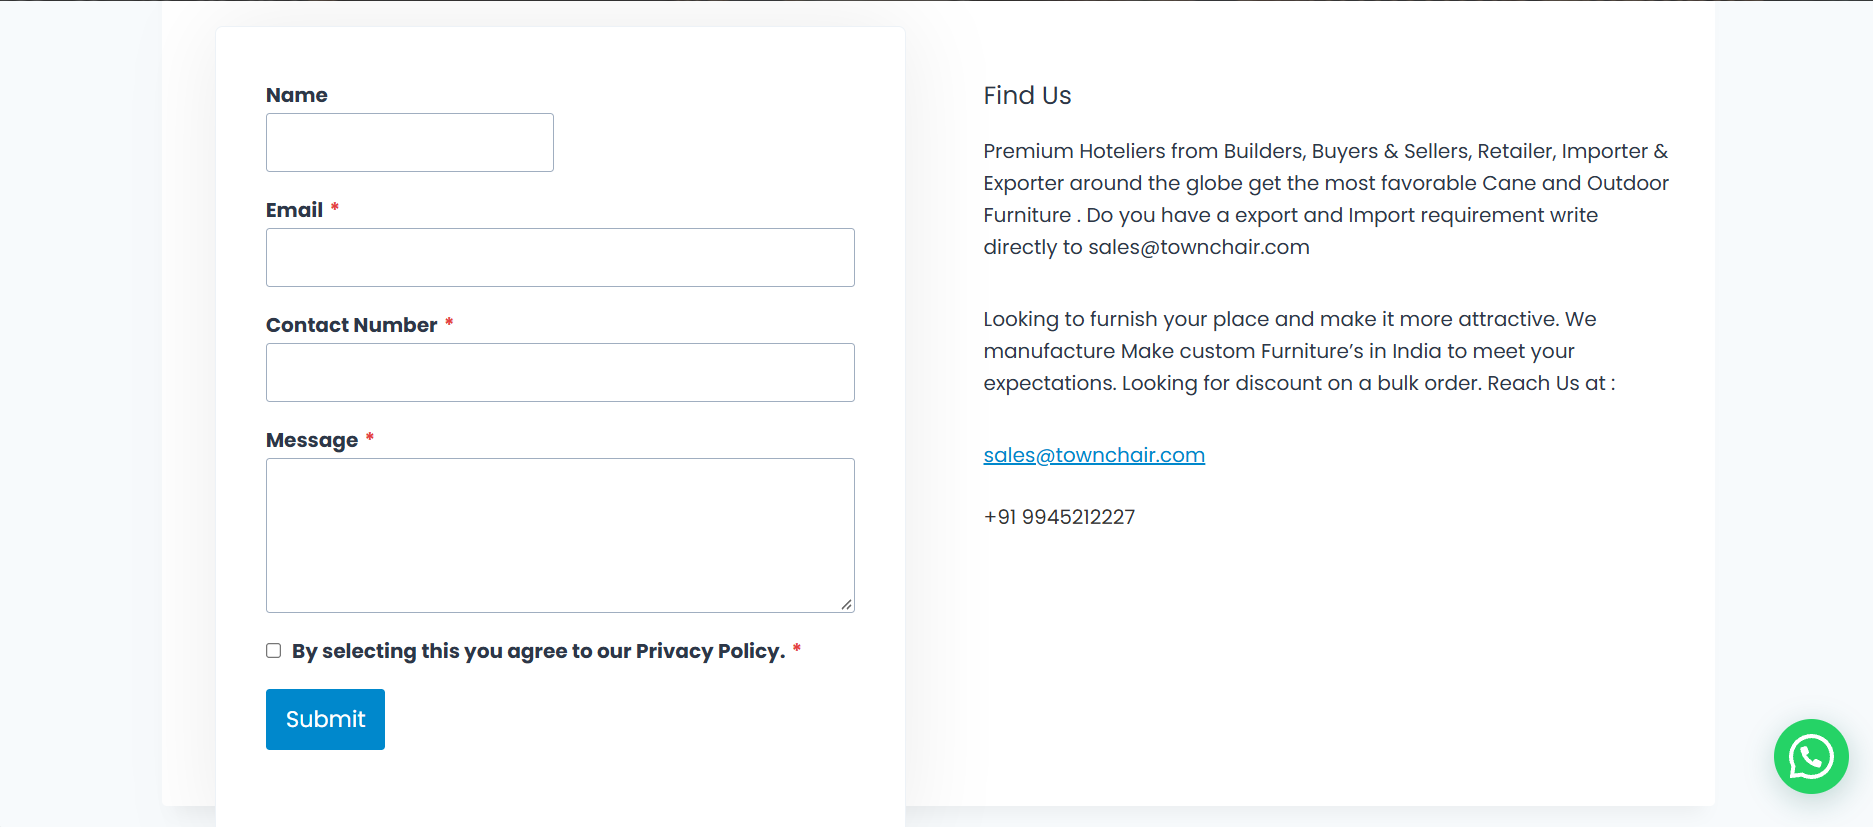 Name
Email *
Contact Number *
Message *
By selecting this you agree to our Privacy Policy. *
Submit
Find Us
Premium Hoteliers from Builders, Buyers & Sellers, Retailer, Importer &
Exporter around the globe get the most favorable Cane and Outdoor
Furniture . Do you have a export and Import requirement write
directly to sales@townchair.com
Looking to furnish your place and make it more attractive. We
manufacture Make custom Furniture’s in India to meet your
expectations. Looking for discount on a bulk order. Reach Us at :
sales@townchair.com
+91 9945212227